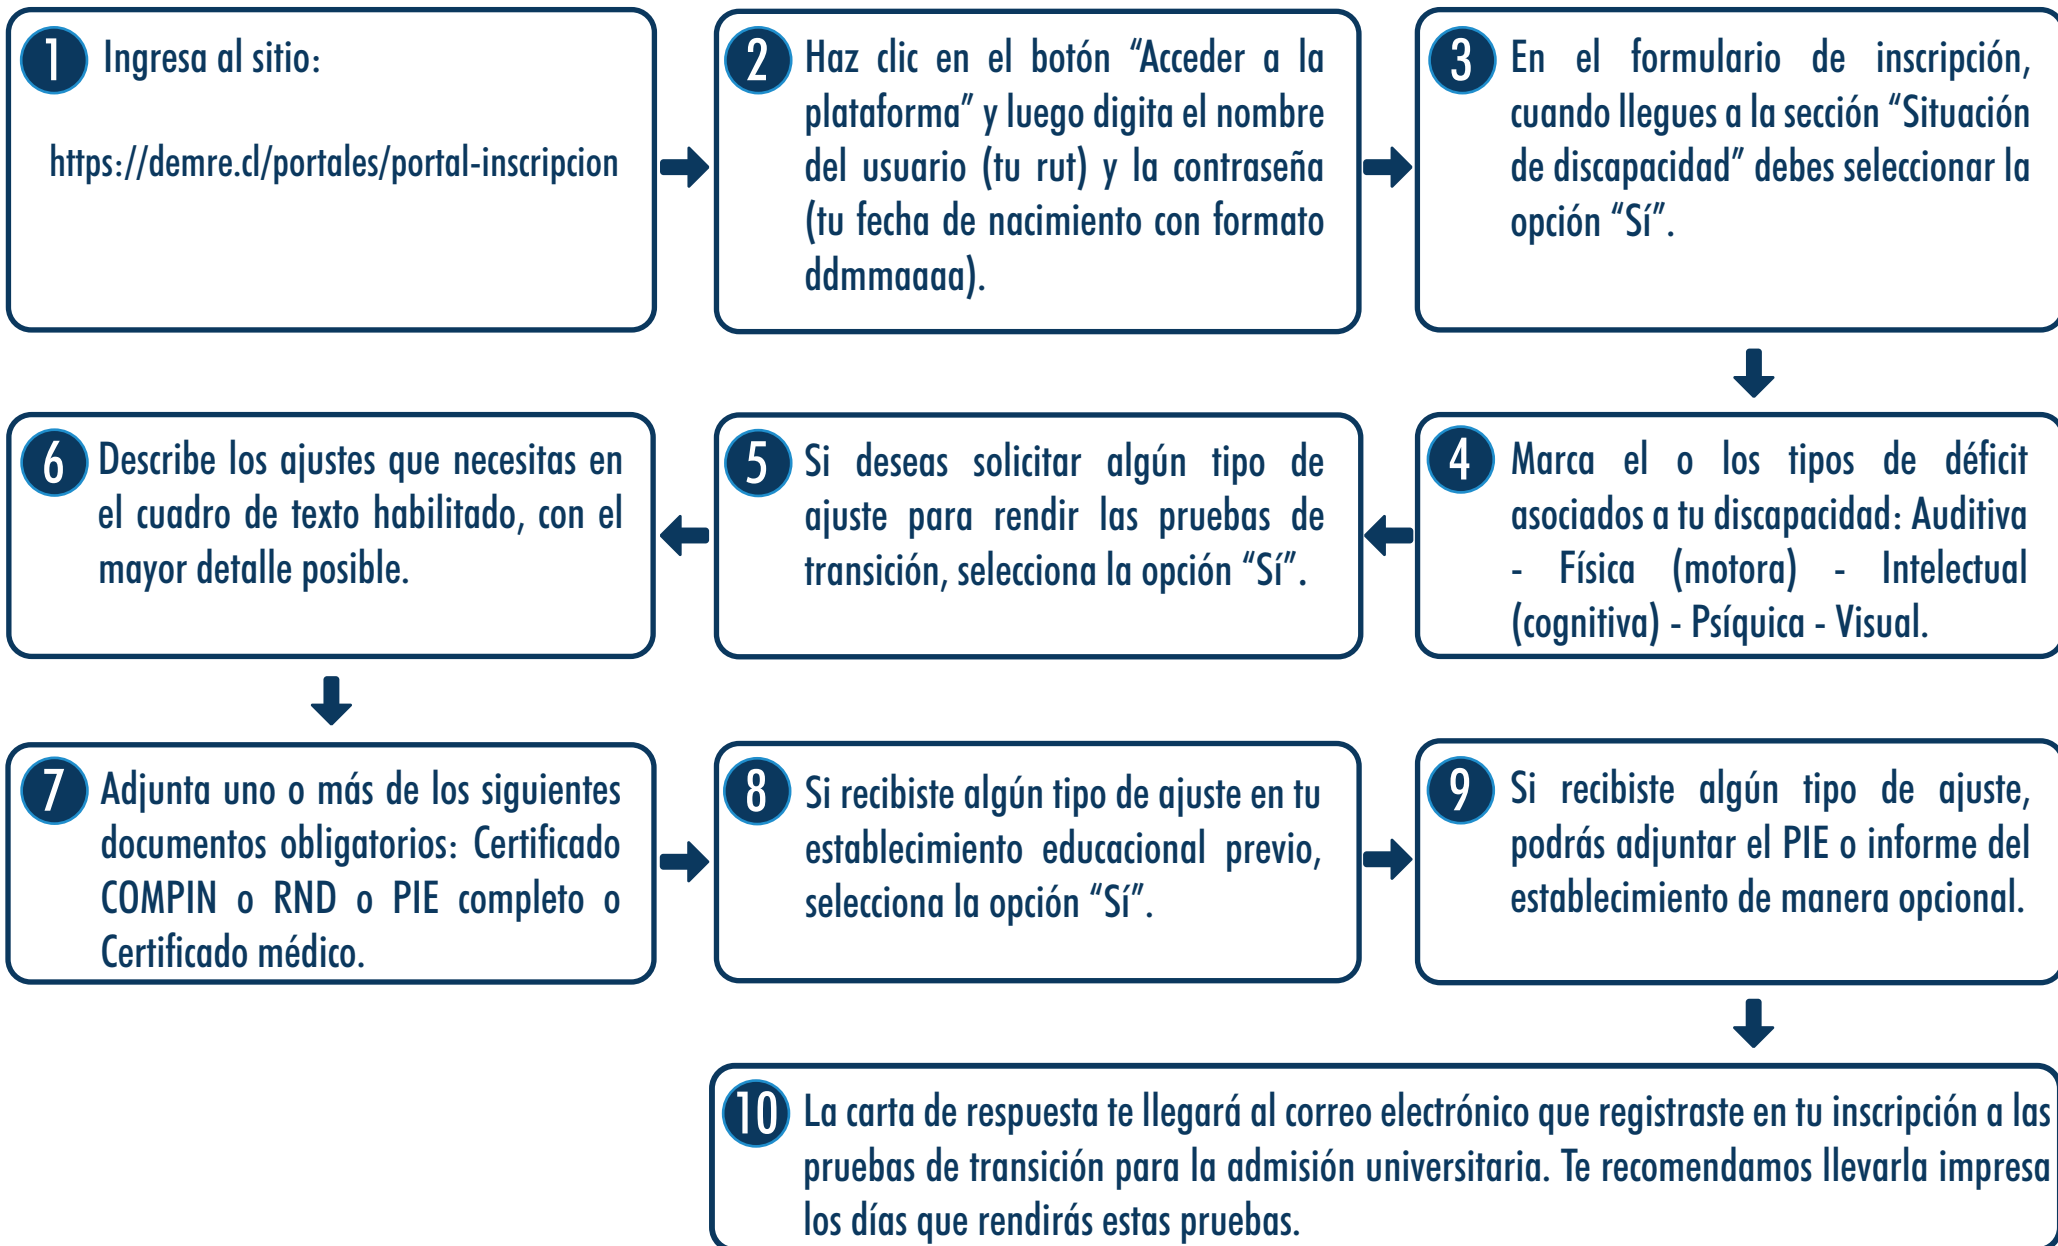 1 Ingresa al sitio:
https://demre.cl/portales/portal-inscripcion
2 Haz clic en el botón “Acceder a la
plataforma” y luego digita el nombre
del usuario (tu rut) y la contraseña
(tu fecha de nacimiento con formato
ddmmaaaa).
3 En el formulario de inscripción,
cuando llegues a la sección “Situación
de discapacidad” debes seleccionar la
opción “Sí”.
4 Marca el o los tipos de déficit
asociados a tu discapacidad: Auditiva
- Física (motora) - Intelectual
(cognitiva) - Psíquica - Visual.
5 Si deseas solicitar algún tipo de
ajuste para rendir las pruebas de
transición, selecciona la opción “Sí”.
6 Describe los ajustes que necesitas en
el cuadro de texto habilitado, con el
mayor detalle posible.
7 Adjunta uno o más de los siguientes
documentos obligatorios: Certificado
COMPIN o RND o PIE completo o
Certificado médico.
8 Si recibiste algún tipo de ajuste en tu
establecimiento educacional previo,
selecciona la opción “Sí”.
9 Si recibiste algún tipo de ajuste,
podrás adjuntar el PIE o informe del
establecimiento de manera opcional.
10 La carta de respuesta te llegará al correo electrónico que registraste en tu inscripción a las
pruebas de transición para la admisión universitaria. Te recomendamos llevarla impresa
los días que rendirás estas pruebas.